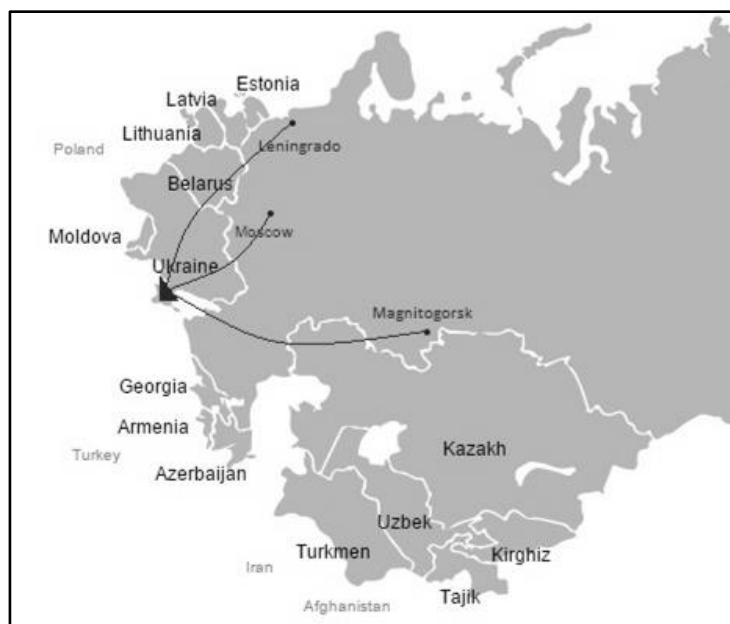 Estonia
Latvia
Lithuania
Leningrado
Poland
Belarus
Moldova
Moscow
Ukraine
Magnitogorsk
Georgia
Armenia
Turkey
Azerbaijan
Kazakh
Uzbek
Turkmen
Kirghiz
Iran
Tajik
Afghanistan